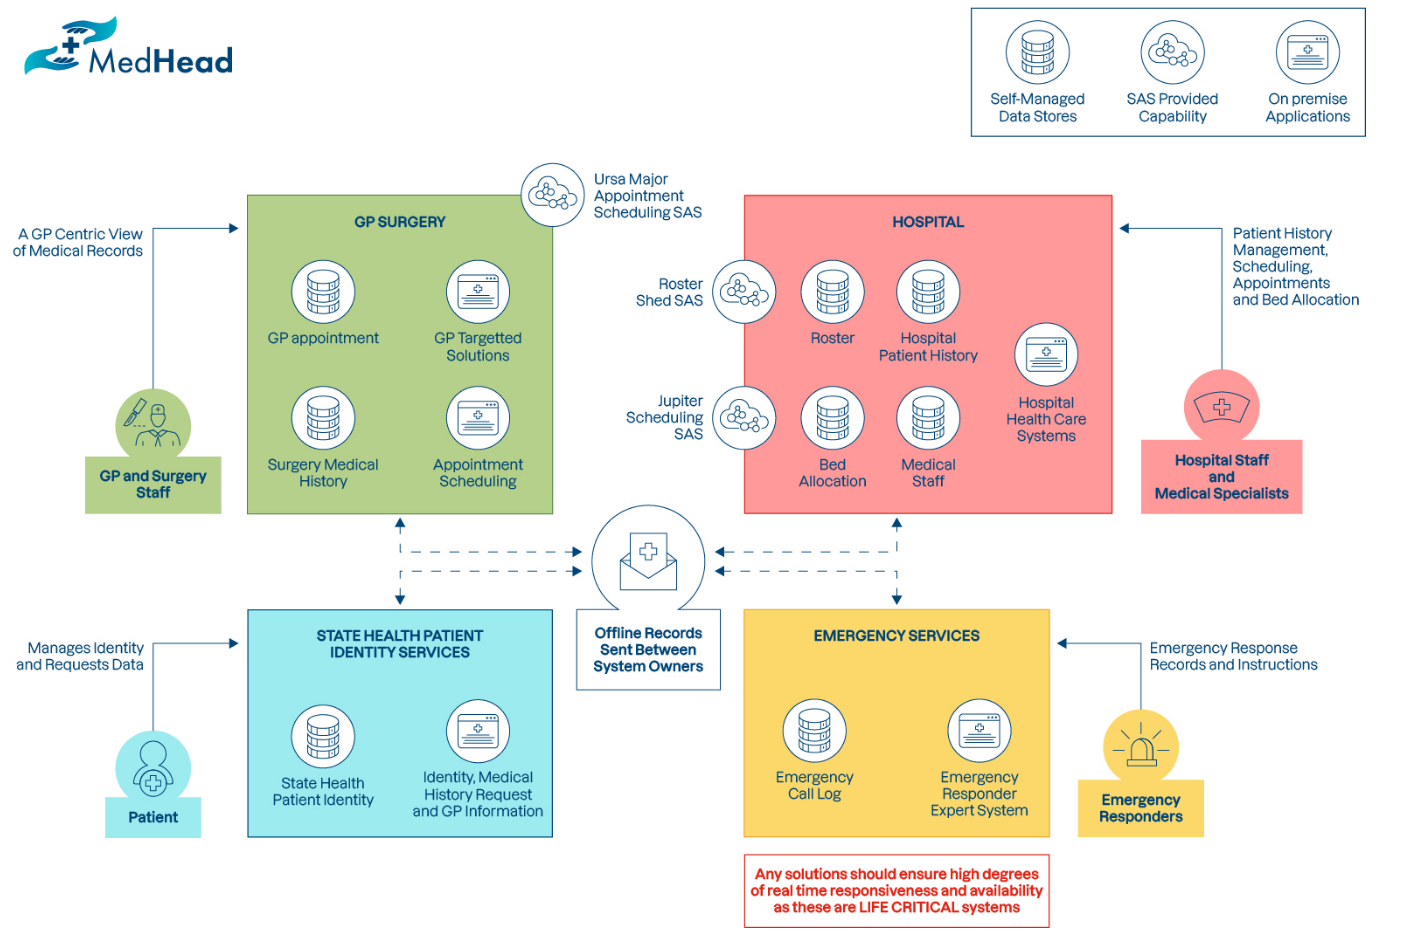 MedHead
Self-Managed
Data Stores
SAS Provided
Capability
On premise
Applications
Ursa Major
Appointment
Scheduling SAS
GP SURGERY
GP appointment
GP Targetted
Solutions
Surgery Medical
History
Appointment
Scheduling
A GP Centric View
of Medical Records
GP and Surgery
Staff
HOSPITAL
Roster
Shed SAS
Roster
Hospital
Patient History
Jupiter
Scheduling
SAS
Bed
Allocation
Medical
Staff
Hospital
Health Care
Systems
Patient History
Management,
Scheduling,
Appointments
and Bed Allocation
Hospital Staff
and
Medical Specialists
Offline Records
Sent Between
System Owners
Manages Identity
and Requests Data
Patient
STATE HEALTH PATIENT
IDENTITY SERVICES
State Health
Patient Identity
Identity, Medical
History Request
and GP Information
EMERGENCY SERVICES
Emergency
Call Log
Emergency
Responder
Expert System
Emergency Response
Records and Instructions
Emergency
Responders
Any solutions should ensure high degrees
of real time responsiveness and availability
as these are LIFE CRITICAL systems